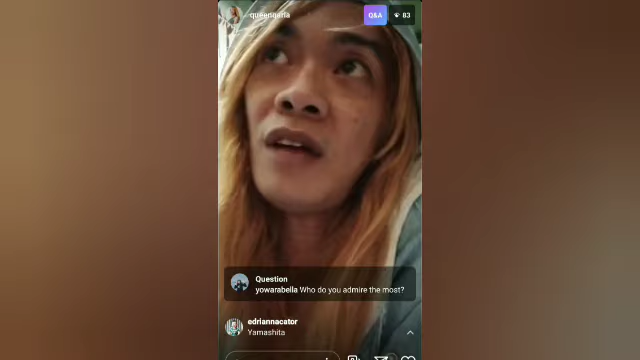 Q&A
83
Question
yowarabella Who do you admire the most?
edriannacator
Yamashita